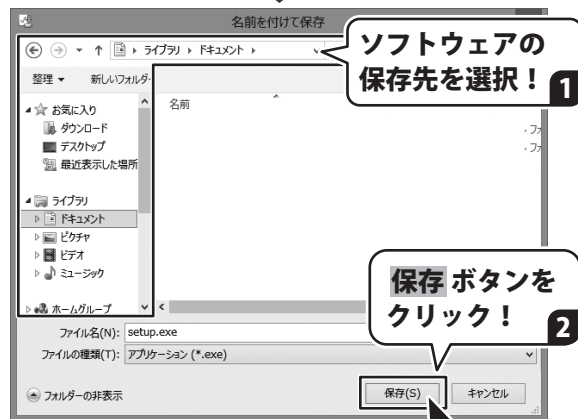 名前を付けて保存
ライブラリ ドキュメント
ソフトウェアの
保存先を選択！
1
整理 新しいフォルダー
名前
お気に入り
ダウンロード
デスクトップ
最近表示した場所
ライブラリ
ドキュメント
ピクチャ
ビデオ
ミュージック
ホームグループ
保存 ボタンを
クリック！
2
ファイル名(N): setup.exe
ファイルの種類(T): アプリケーション (*.exe)
フォルダーの非表示
保存(S) キャンセル